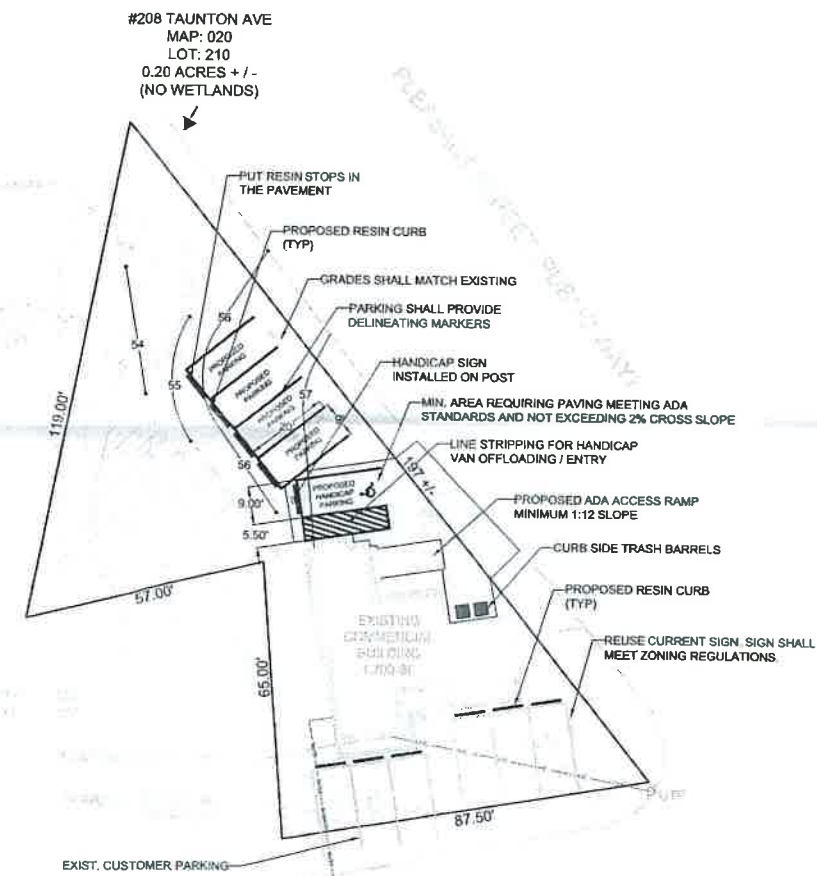 #208 TAUNTON AVE
MAP: 020
LOT: 210
0.20 ACRES + / -
(NO WETLANDS)
PUT RESIN STOPS IN
THE PAVEMENT
PROPOSED RESIN CURB
(TYP)
GRADES SHALL MATCH EXISTING
PARKING SHALL PROVIDE
DELINEATING MARKERS
HANDICAP SIGN
INSTALLED ON POST
MIN. AREA REQUIRING PAVING MEETING ADA
STANDARDS AND NOT EXCEEDING 2% CROSS SLOPE
LINE STRIPPING FOR HANDICAP
VAN OFFLOADING / ENTRY
PROPOSED ADA ACCESS RAMP
MINIMUM 1:12 SLOPE
CURB SIDE TRASH BARRELS
PROPOSED RESIN CURB
(TYP)
REUSE CURRENT SIGN. SIGN SHALL
MEET ZONING REGULATIONS
54
55
56
56
57
PROPOSED
PARKING
PROPOSED
PARKING
PROPOSED
PARKING
PROPOSED
PARKING
20'
9'
PROPOSED
HANDICAP
PARKING
197 +/-
9.00'
5.50'
119.00'
57.00'
65.00'
EXISTING
COMMERCIAL
BUILDING
87.50'
EXIST. CUSTOMER PARKING